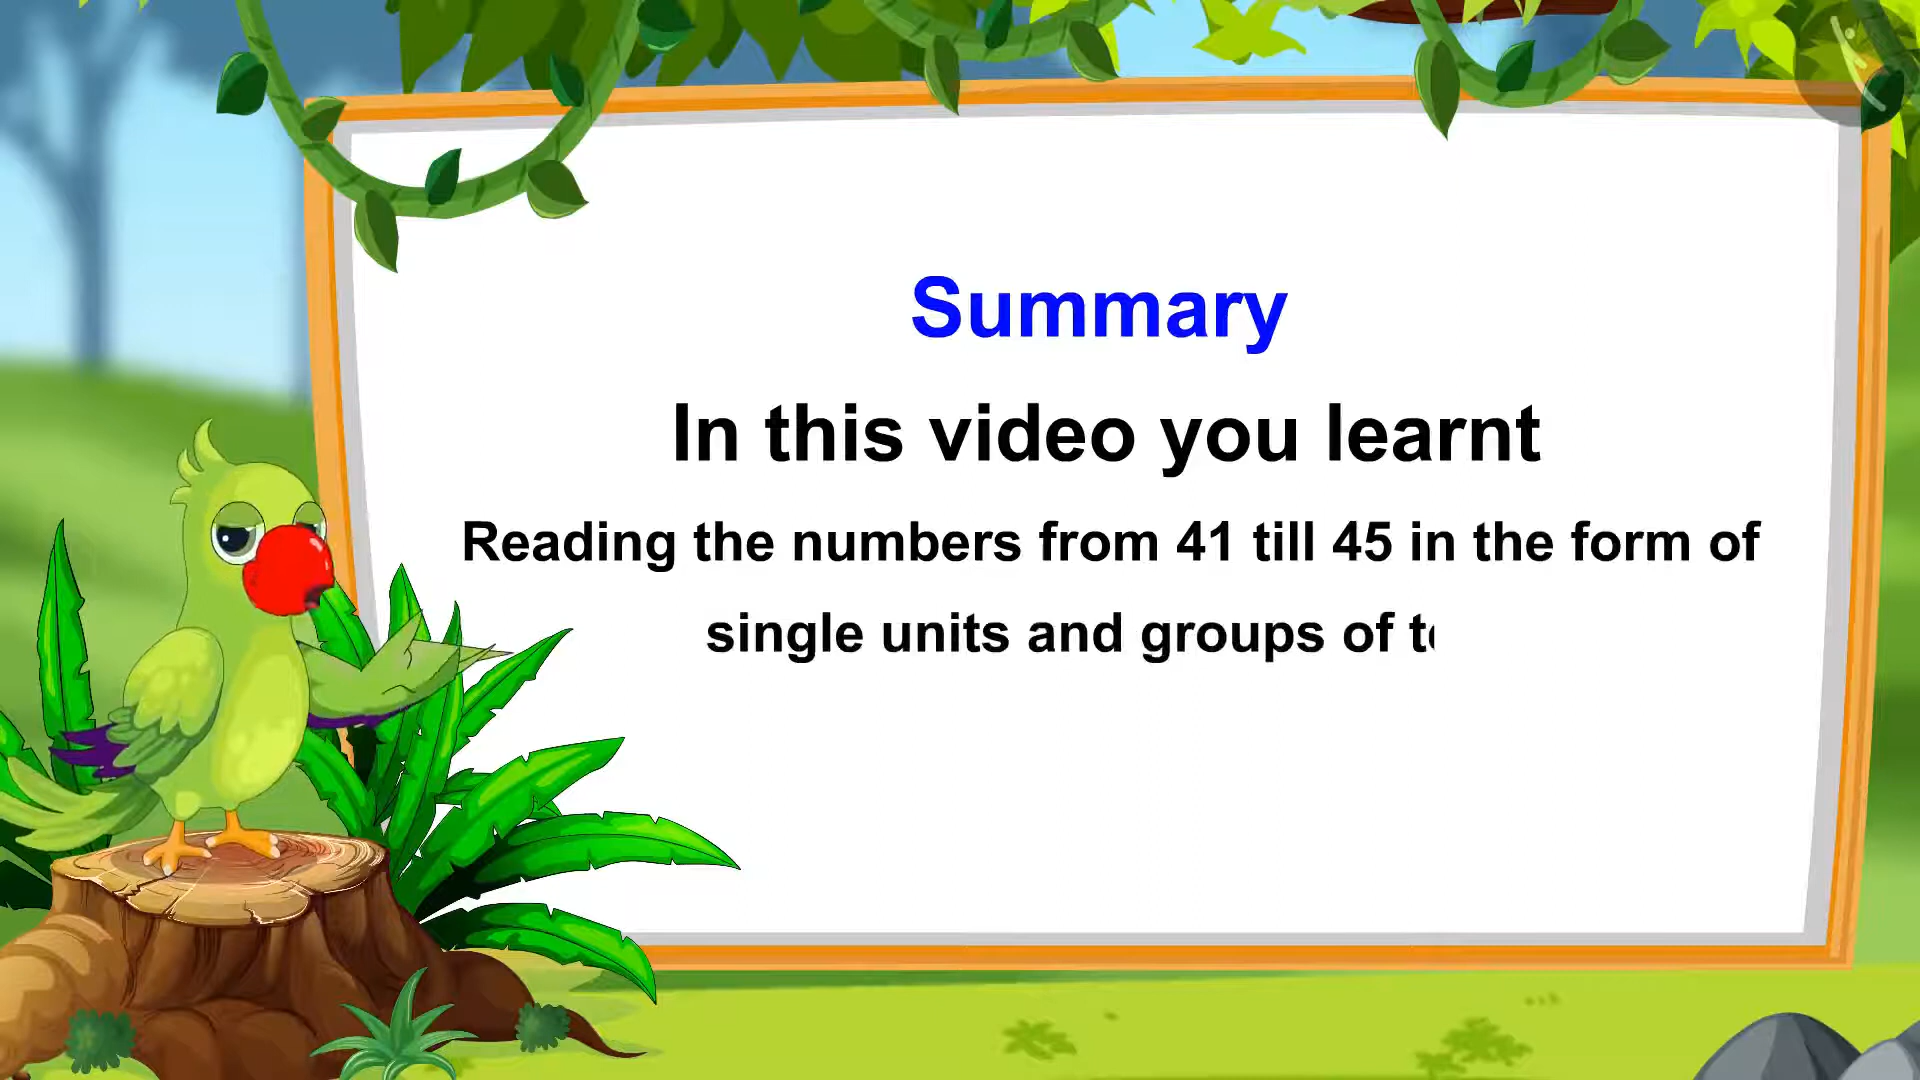 Summary
In this video you learnt
Reading the numbers from 41 till 45 in the form of
single units and groups of